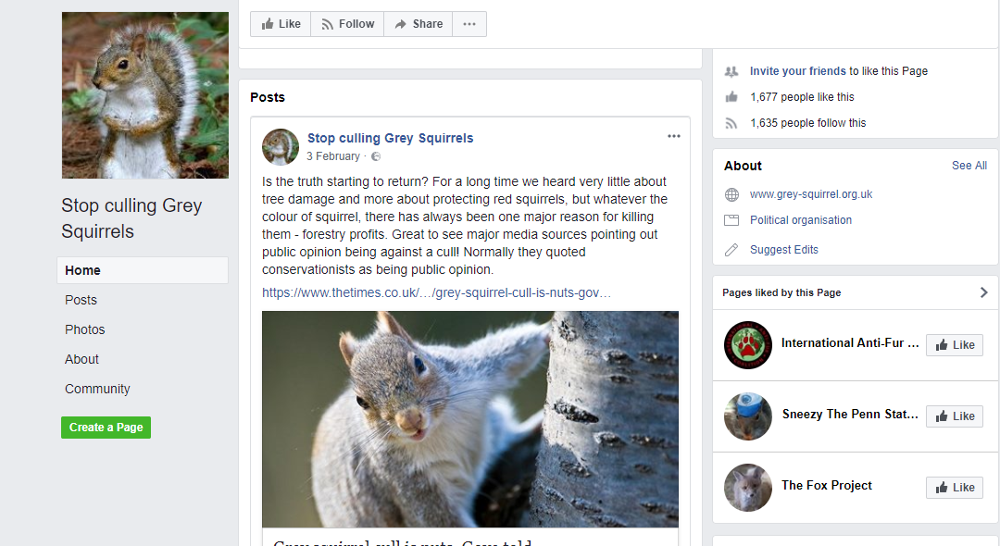 Like
Follow
Share
Stop culling Grey
Squirrels
Home
Posts
Photos
About
Community
Create a Page
Posts
Stop culling Grey Squirrels
3 February ·
Is the truth starting to return? For a long time we heard very little about
tree damage and more about protecting red squirrels, but whatever the
colour of squirrel, there has always been one major reason for killing
them - forestry profits. Great to see major media sources pointing out
public opinion being against a cull! Normally they quoted
conservationists as being public opinion.
https://www.thetimes.co.uk/…/grey-squirrel-cull-is-nuts-gov…
Grey squirrel cull is nuts, Gove told
Invite your friends to like this Page
1,677 people like this
1,635 people follow this
About
See All
www.grey-squirrel.org.uk
Political organisation
Suggest Edits
Pages liked by this Page
International Anti-Fur ...
Like
Sneezy The Penn Stat...
Like
The Fox Project
Like